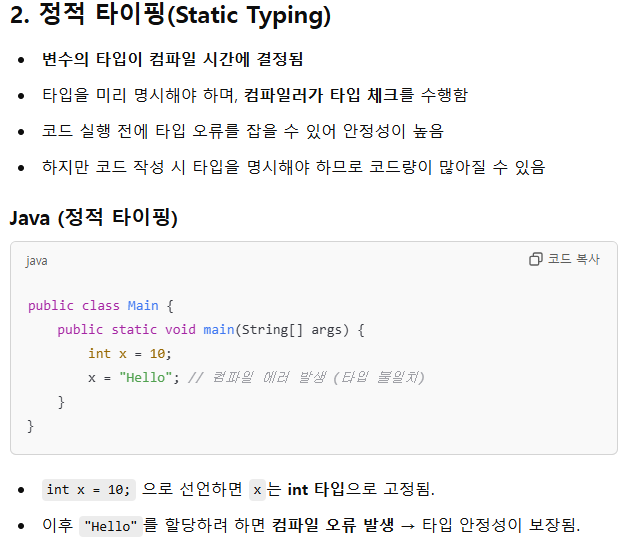 2. 정적 타이핑(Static Typing)
• 변수의 타입이 컴파일 시간에 결정됨
• 타입을 미리 명시해야 하며, 컴파일러가 타입 체크를 수행함
• 코드 실행 전에 타입 오류를 잡을 수 있어 안정성이 높음
• 하지만 코드 작성 시 타입을 명시해야 하므로 코드량이 많아질 수 있음
Java (정적 타이핑)
java
코드 복사
public class Main {
    public static void main(String[] args) {
        int x = 10;
        x = "Hello"; // 컴파일 에러 발생 (타입 불일치)
    }
}
• int x = 10; 으로 선언하면 x는 int 타입으로 고정됨.
• 이후 "Hello"를 할당하려 하면 컴파일 오류 발생 → 타입 안정성이 보장됨.